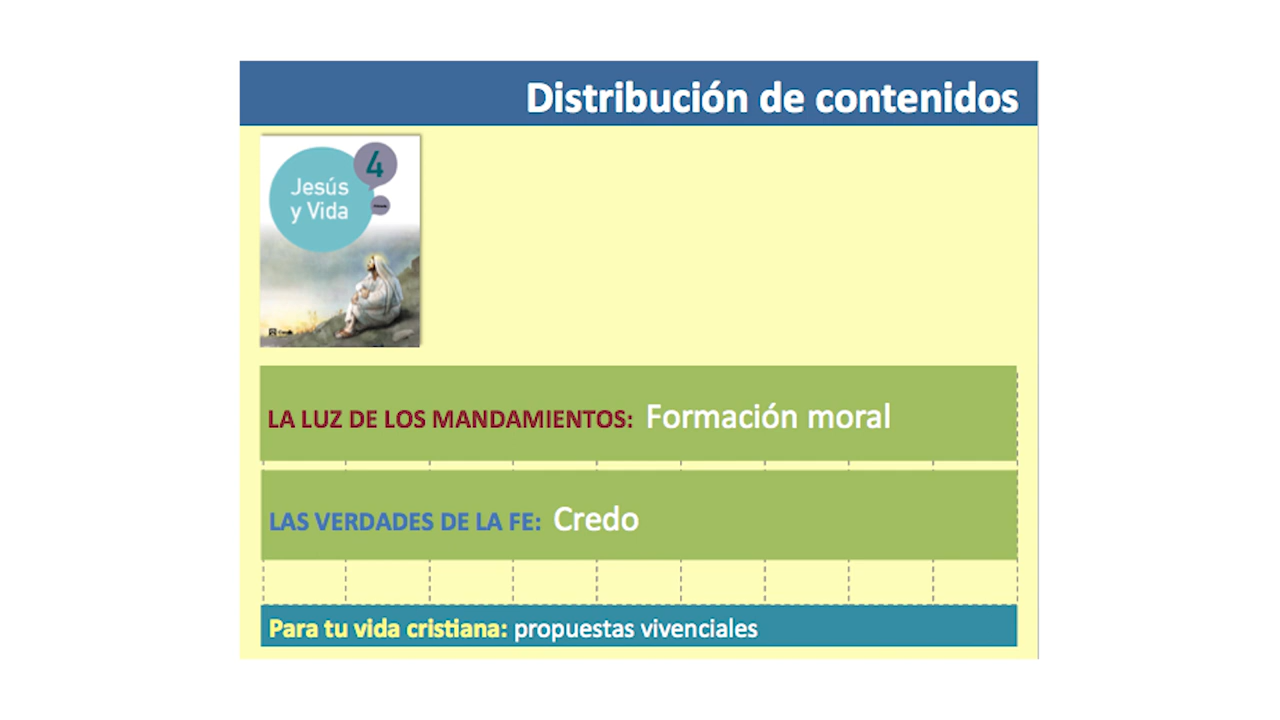 Distribución de contenidos
4
Jesús
y Vida
LA LUZ DE LOS MANDAMIENTOS: Formación moral
LAS VERDADES DE LA FE: Credo
Para tu vida cristiana: propuestas vivenciales